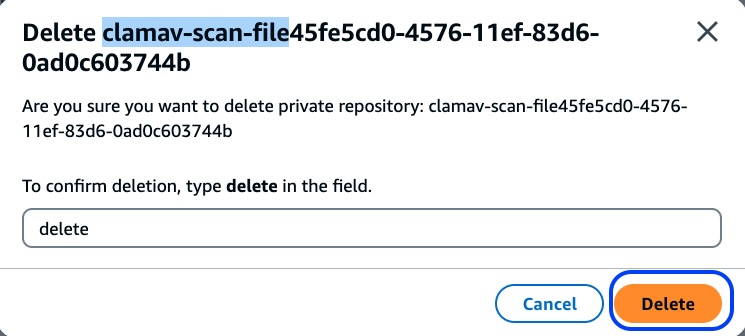 Delete clamav-scan-file45fe5cd0-4576-11ef-83d6-
0ad0c603744b
Are you sure you want to delete private repository: clamav-scan-file45fe5cd0-4576-
11ef-83d6-0ad0c603744b
To confirm deletion, type delete in the field.
delete
Cancel
Delete